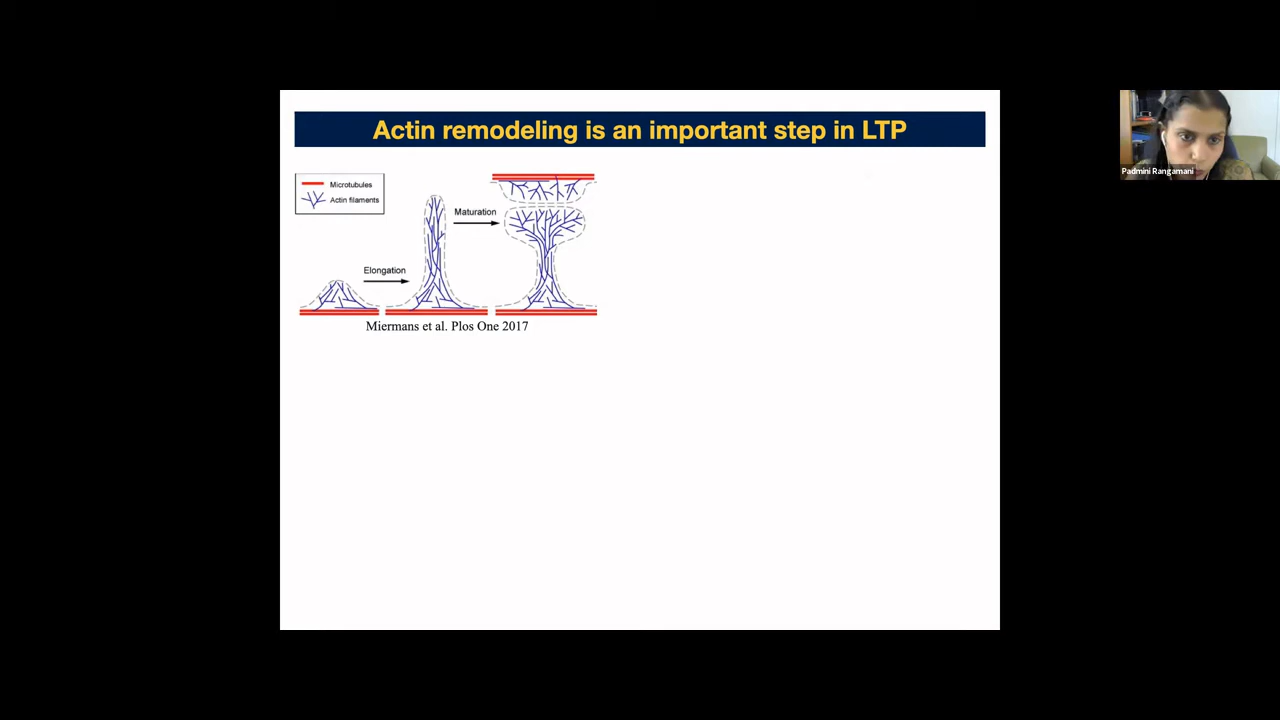 Actin remodeling is an important step in LTP
Microtubules
Actin filaments
Elongation
Maturation
Miermans et al. Plos One 2017
Padmini Rangamani